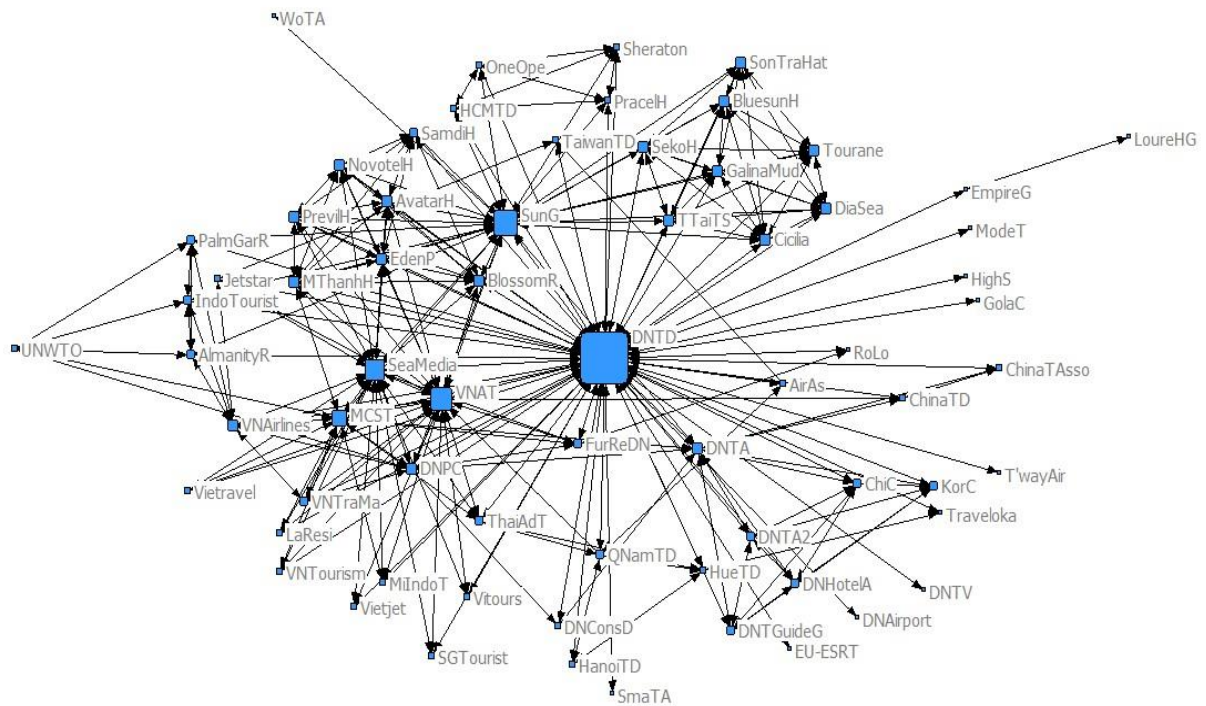 WoTA
Sheraton
OneOpe
SonTraHat
PracelH
BluesunH
HCMTD
SamdiH
TaiwanTD
LoureHG
SekoH
Tourane
NovotelH
GalinaMud
EmpireG
AvatarH
DiaSea
PrevilH
SunG
TTaiTS
ModeT
PalmGarR
Cicilia
EdenP
Jetstar
MThanhH
BlossomR
HighS
IndoTourist
GolaC
DNTD
UNWTO
AlmanityR
RoLo
SeaMedia
ChinaTAsso
AirAs
VNAT
ChinaTD
MCST
VNAirlines
FurReDN
DNTA
DNPC
T'wayAir
Vietravel
ChiC
KorC
VNTraMa
Traveloka
ThaiAdT
LaResi
DNTA2
QNamTD
VNTourism
HueTD
MiIndoT
DNHotelA
DNTV
Vitours
Vietjet
DNAirport
DNConsD
DNTGuideG
EU-ESRT
SGTourist
HanoiTD
SmaTA